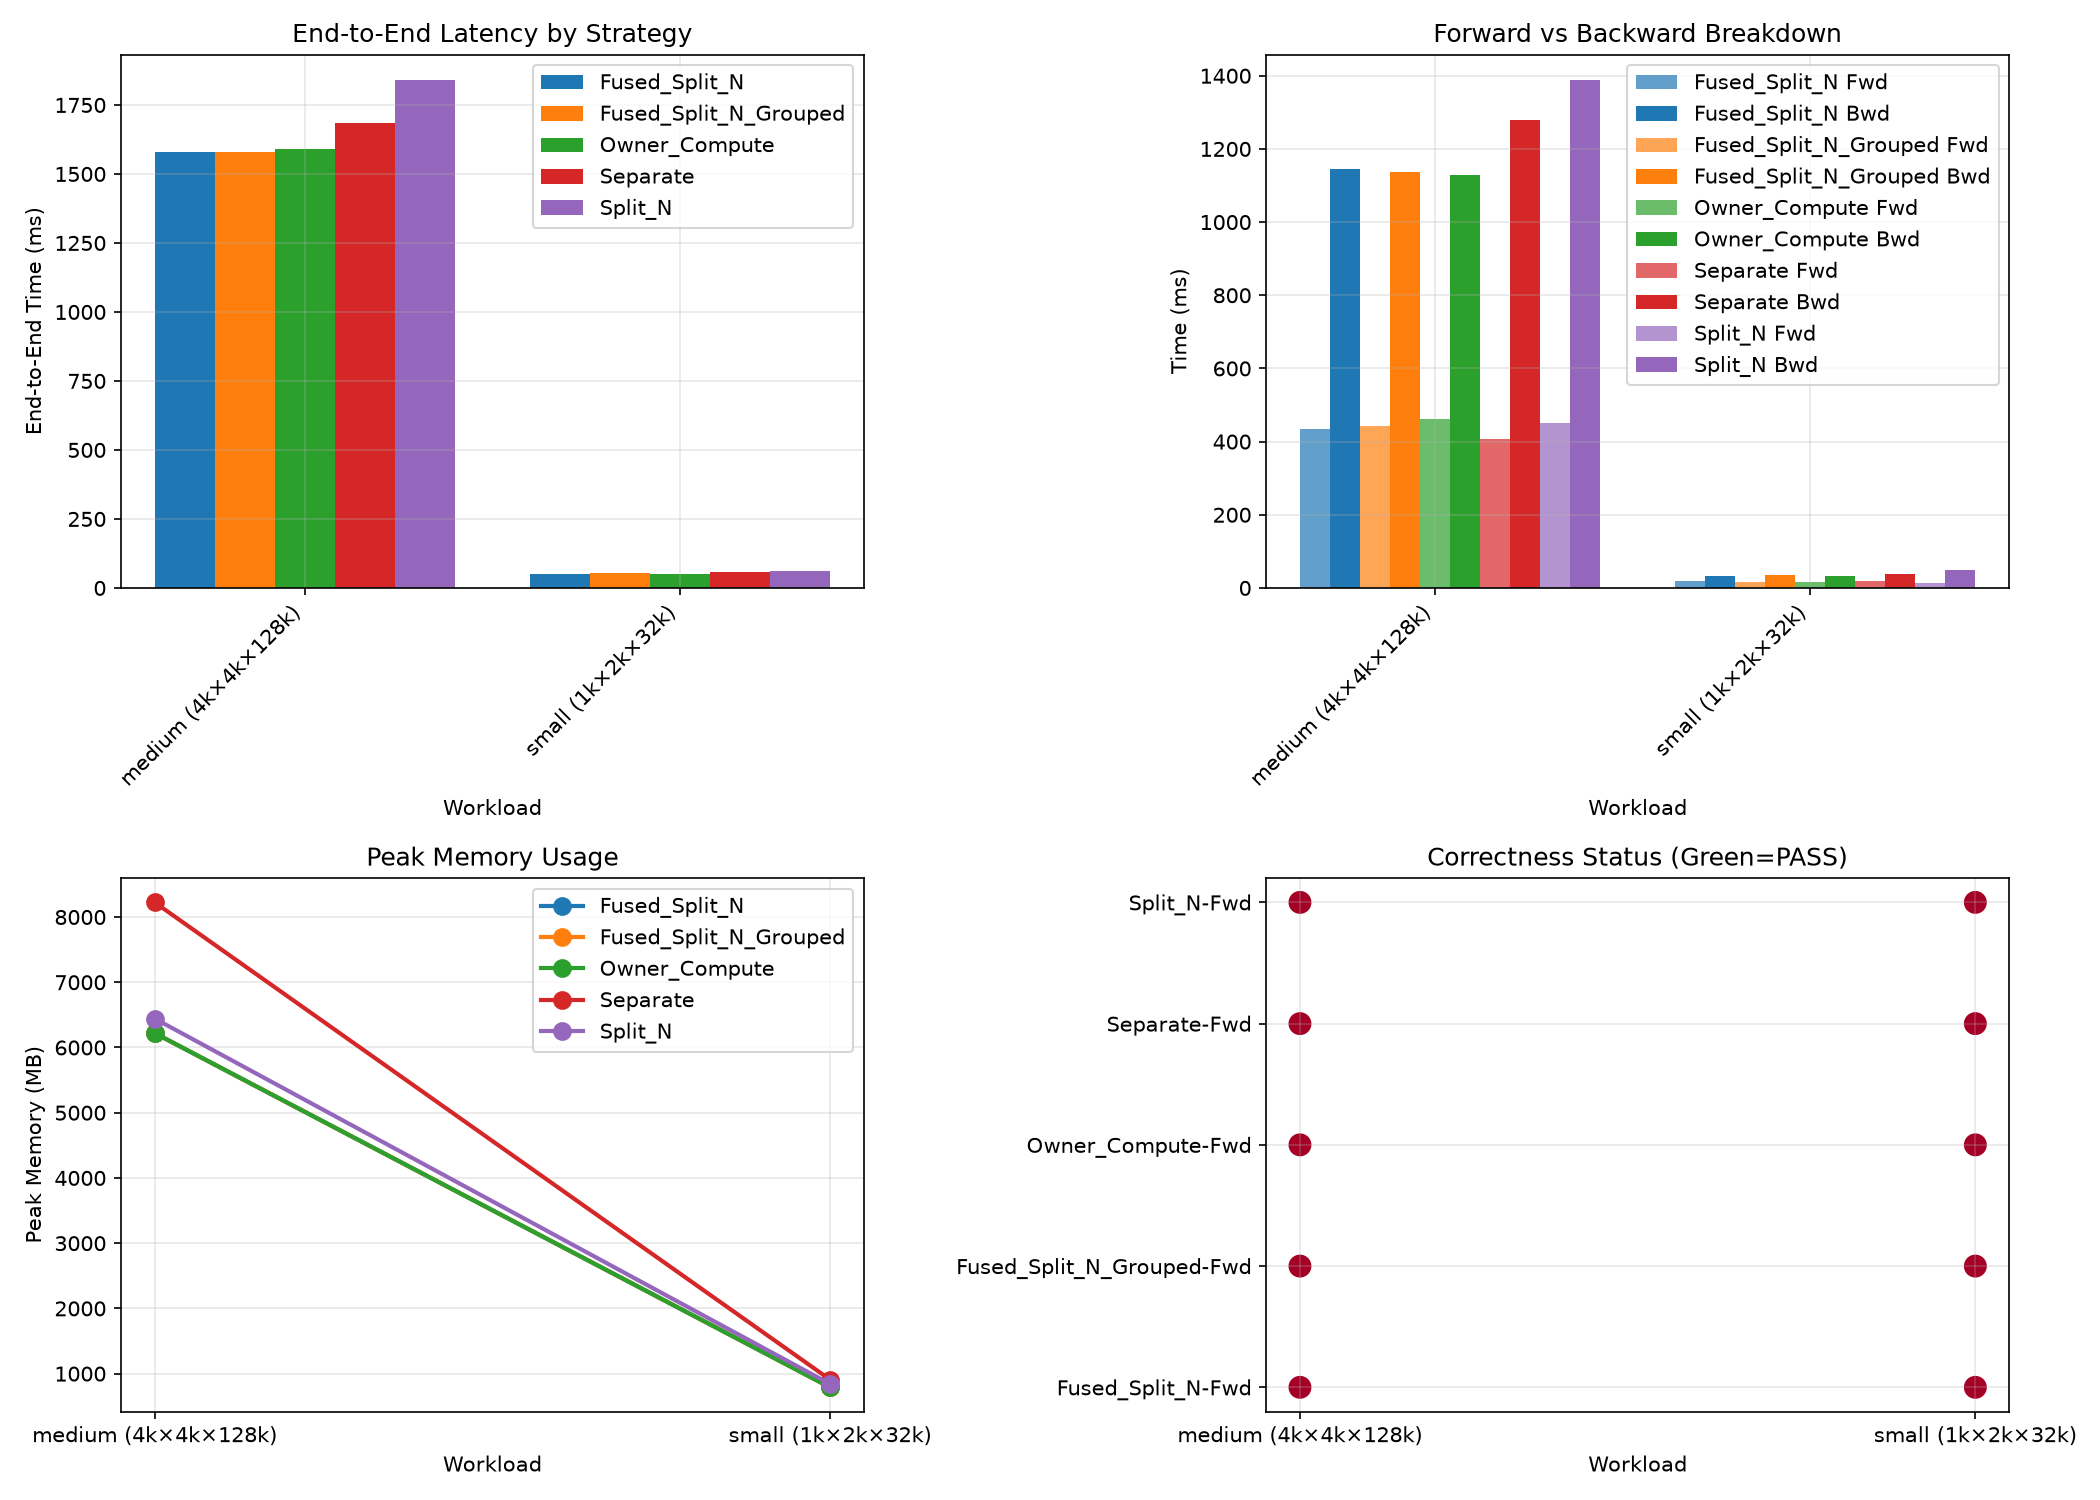 End-to-End Latency by Strategy
End-to-End Time (ms)
1750
1500
1250
1000
750
500
250
0
Fused_Split_N
Fused_Split_N_Grouped
Owner_Compute
Separate
Split_N
medium (4k×4k×128k)
small (1k×2k×32k)
Workload
Forward vs Backward Breakdown
Time (ms)
1400
1200
1000
800
600
400
200
0
Fused_Split_N Fwd
Fused_Split_N Bwd
Fused_Split_N_Grouped Fwd
Fused_Split_N_Grouped Bwd
Owner_Compute Fwd
Owner_Compute Bwd
Separate Fwd
Separate Bwd
Split_N Fwd
Split_N Bwd
medium (4k×4k×128k)
small (1k×2k×32k)
Workload
Peak Memory Usage
Peak Memory (MB)
8000
7000
6000
5000
4000
3000
2000
1000
Fused_Split_N
Fused_Split_N_Grouped
Owner_Compute
Separate
Split_N
medium (4k×4k×128k)
small (1k×2k×32k)
Workload
Correctness Status (Green=PASS)
Split_N-Fwd
Separate-Fwd
Owner_Compute-Fwd
Fused_Split_N_Grouped-Fwd
Fused_Split_N-Fwd
medium (4k×4k×128k)
small (1k×2k×32k)
Workload